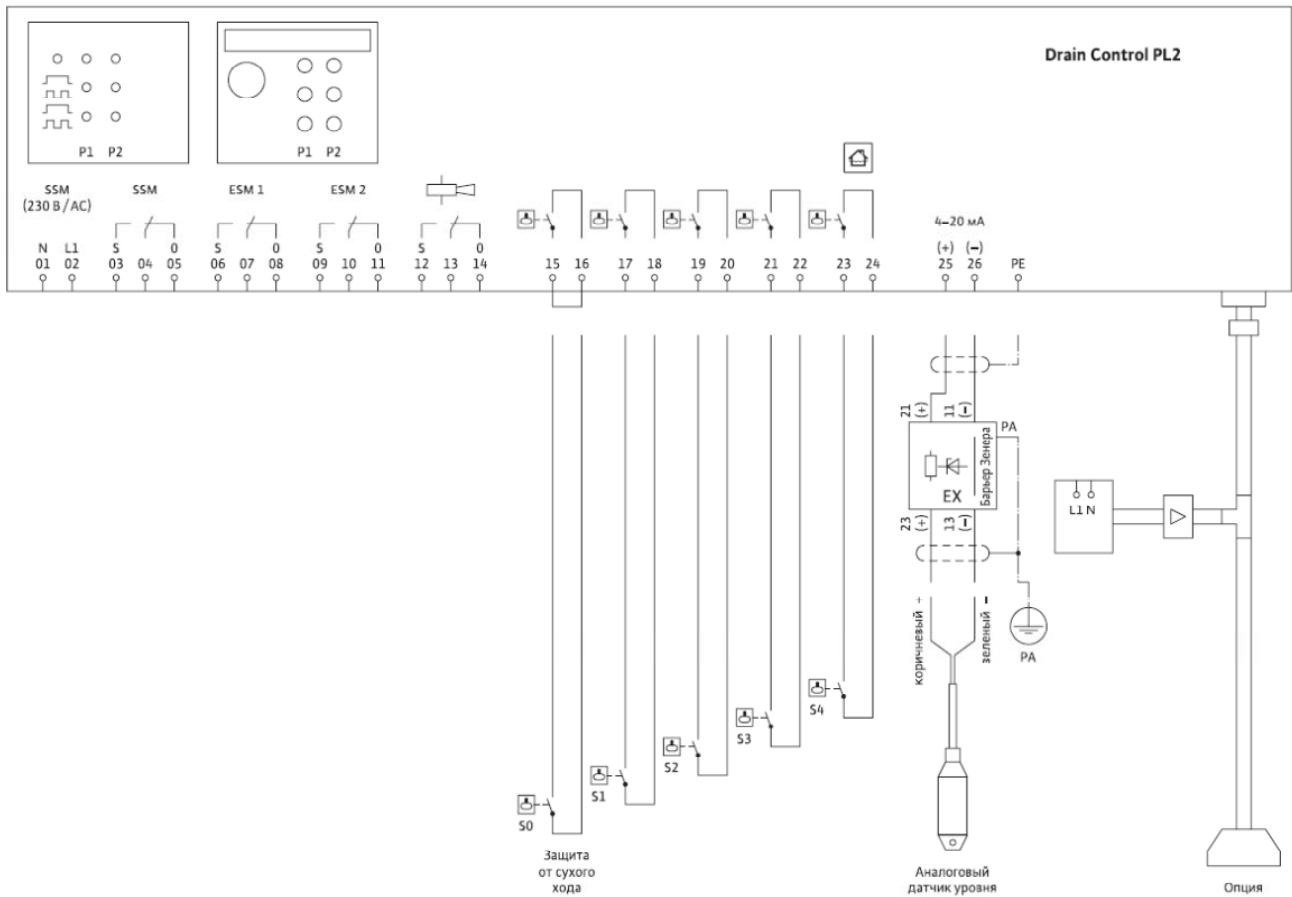 Drain Control PL2
P1 P2
P1 P2
SSM
(230 В / AC)
SSM
ESM 1
ESM 2
4–20 мА
N L1
S 0
S 0
S 0
S 0
(+) (–)
01 02 03 04 05 06 07 08 09 10 11 12 13 14 15 16 17 18 19 20 21 22 23 24 25 26 PE
21 (+)
11 (–)
PA
Барьер Зенера
EX
23 (+)
13 (–)
L1 N
коричневый +
зеленый –
PA
S4
S3
S2
S1
S0
Защита
от сухого
хода
Аналоговый
датчик уровня
Опция